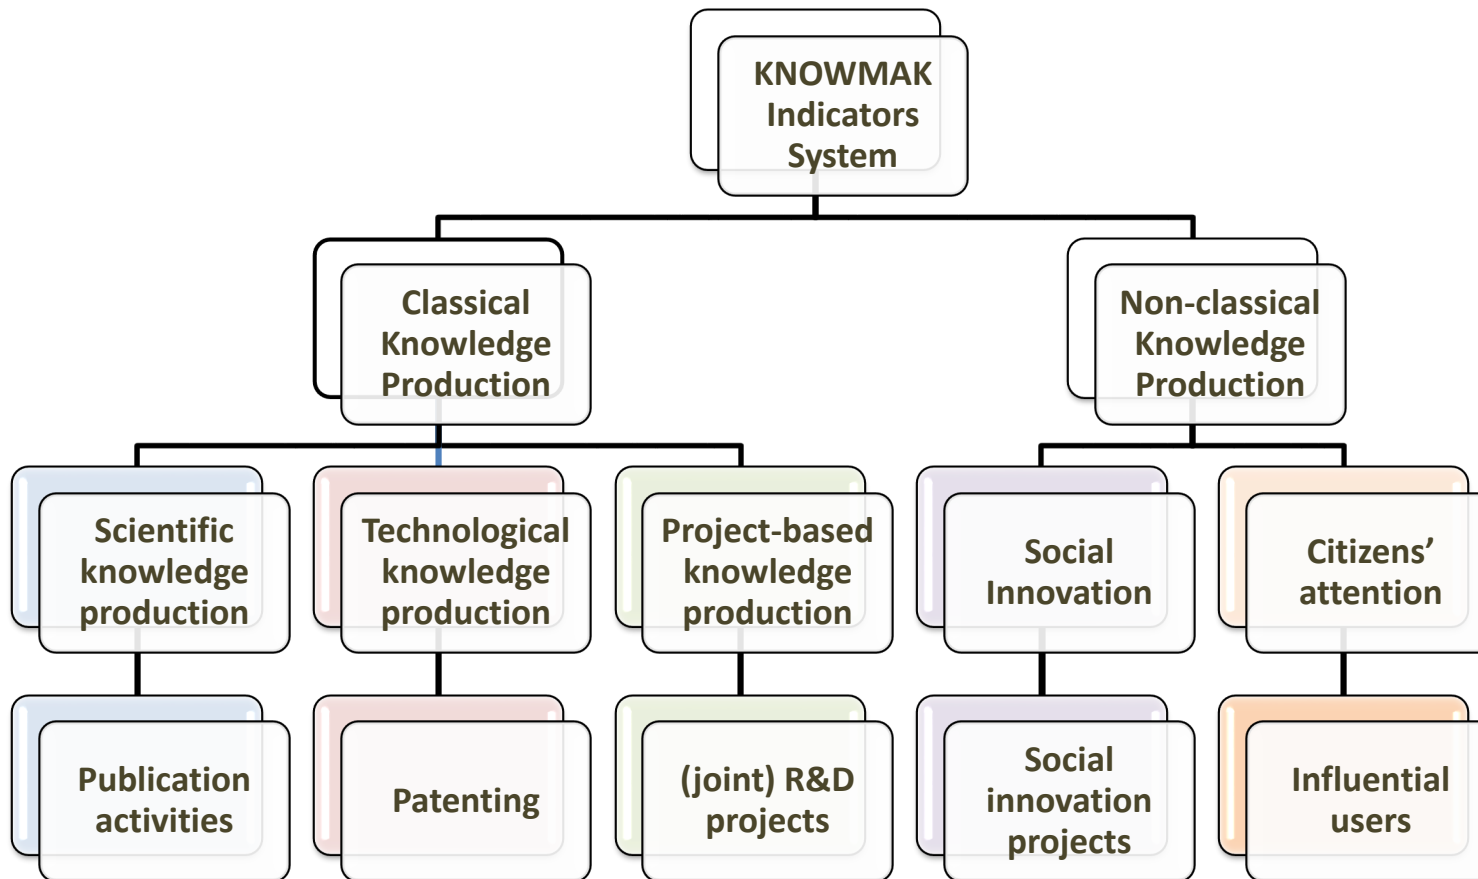 KNOWMAK
Indicators
System
Classical
Knowledge
Production
Non-classical
Knowledge
Production
Scientific
knowledge
production
Technological
knowledge
production
Project-based
knowledge
production
Social
Innovation
Citizens’
attention
Publication
activities
Patenting
(joint) R&D
projects
Social
innovation
projects
Influential
users